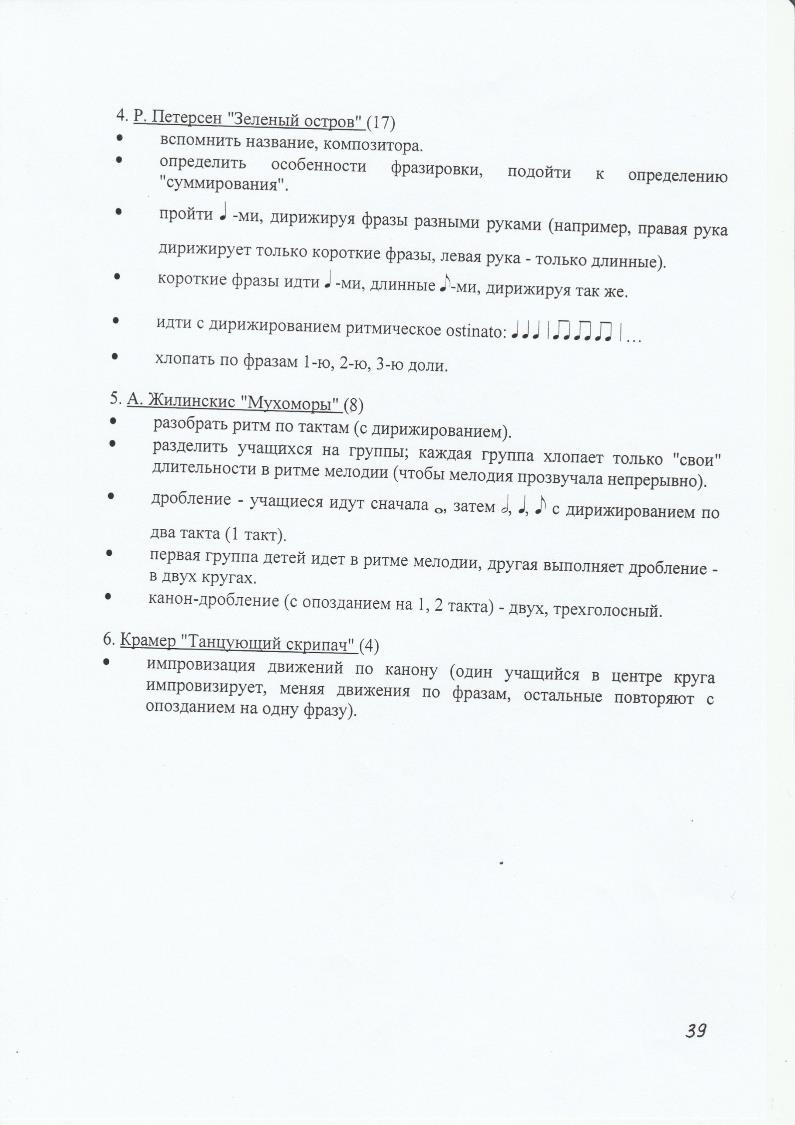 4. Р. Петерсен "Зеленый остров" (17)
• вспомнить название, композитора.
• определить особенности фразировки, подойти к определению
"суммирования".
• пройти ♩ -ми, дирижируя фразы разными руками (например, правая рука
дирижирует только короткие фразы, левая рука - только длинные).
• короткие фразы идти ♩ -ми, длинные ♪-ми, дирижируя так же.
• идти с дирижированием ритмическое ostinato: ♩♩♩ |♫♫♫ |…
• хлопать по фразам 1-ю, 2-ю, 3-ю доли.
5. А. Жилинскис "Мухоморы" (8)
• разобрать ритм по тактам (с дирижированием).
• разделить учащихся на группы; каждая группа хлопает только "свои"
длительности в ритме мелодии (чтобы мелодия прозвучала непрерывно).
• дробление - учащиеся идут сначала 𝅝, затем 𝅗𝅥, ♩, ♪ с дирижированием по
два такта (1 такт).
• первая группа детей идет в ритме мелодии, другая выполняет дробление -
в двух кругах.
• канон-дробление (с опозданием на 1, 2 такта) - двух, трехголосный.
6. Крамер "Танцующий скрипач" (4)
• импровизация движений по канону (один учащийся в центре круга
импровизирует, меняя движения по фразам, остальные повторяют с
опозданием на одну фразу).
39